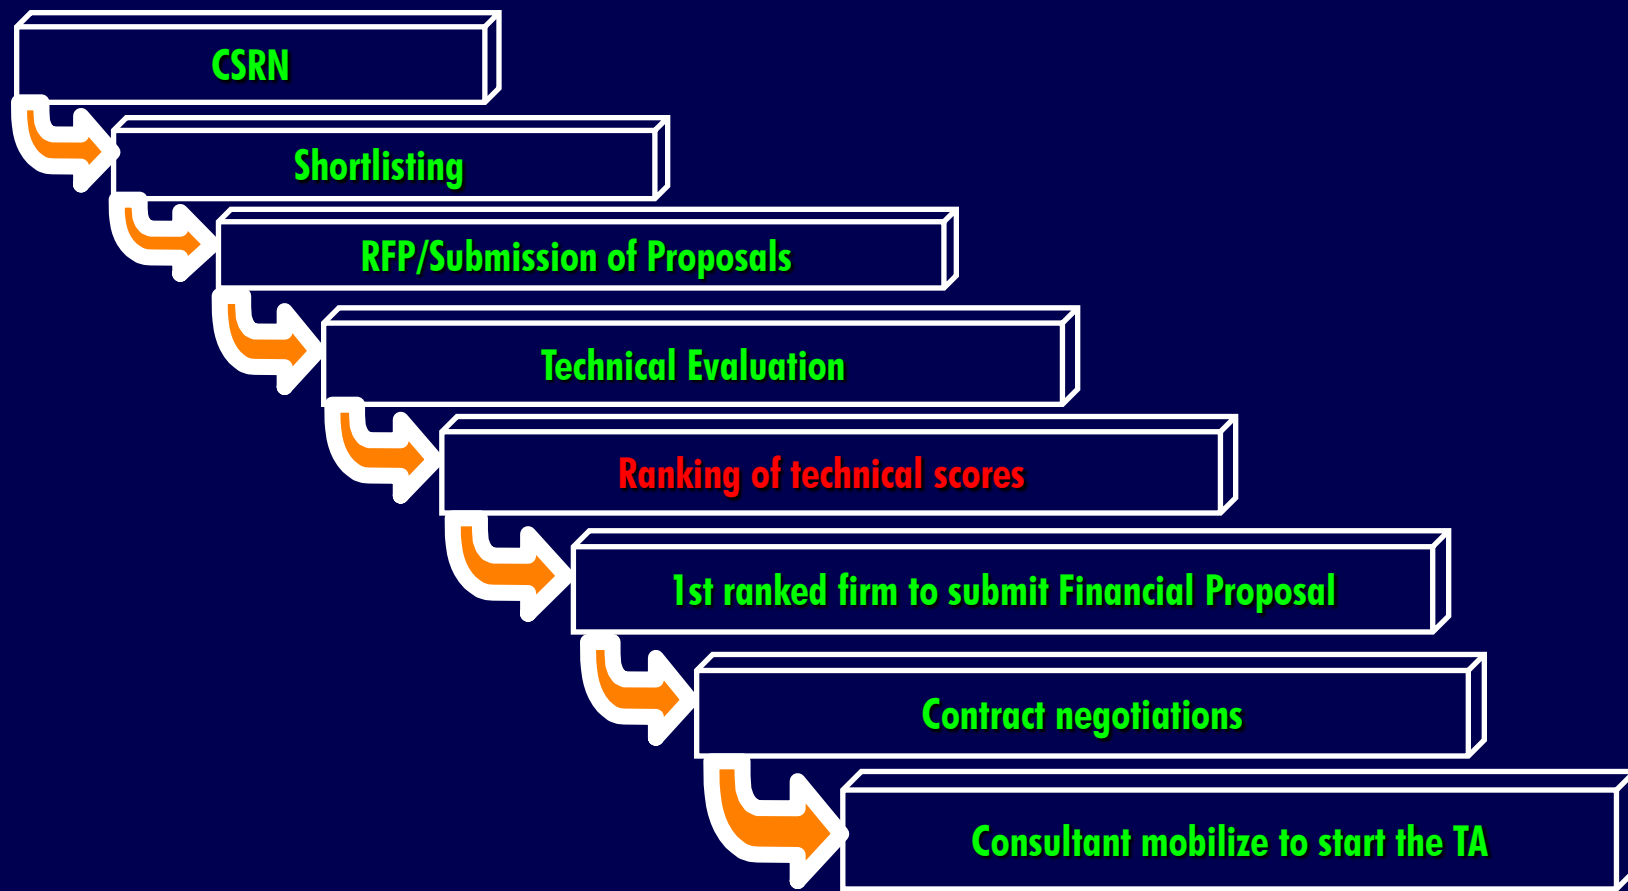 CSRN
Shortlisting
RFP/Submission of Proposals
Technical Evaluation
Ranking of technical scores
1st ranked firm to submit Financial Proposal
Contract negotiations
Consultant mobilize to start the TA